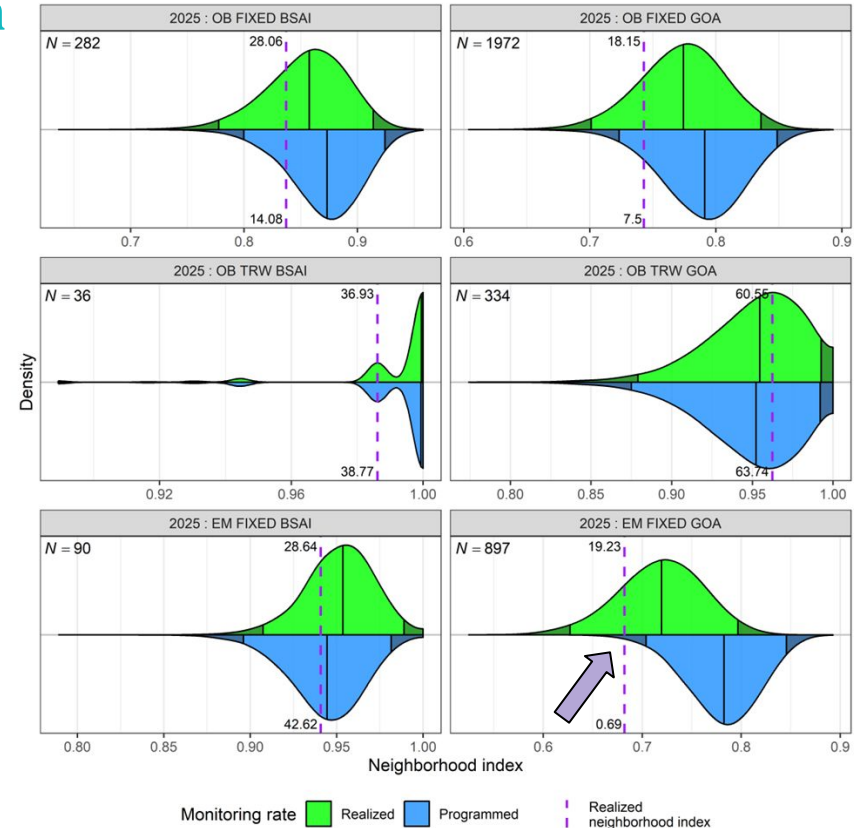 2025 : OB FIXED BSAI
N = 282
28.06
14.08
0.7 0.8 0.9
2025 : OB FIXED GOA
N = 1972
18.15
7.5
0.6 0.7 0.8 0.9
2025 : OB TRW BSAI
N = 36
36.93
38.77
0.92 0.96 1.00
2025 : OB TRW GOA
N = 334
60.55
63.74
0.80 0.85 0.90 0.95 1.00
2025 : EM FIXED BSAI
N = 90
28.64
42.62
0.80 0.85 0.90 0.95 1.00
2025 : EM FIXED GOA
N = 897
19.23
0.69
0.6 0.7 0.8 0.9
Density
Neighborhood index
Monitoring rate Realized Programmed Realized
neighborhood index